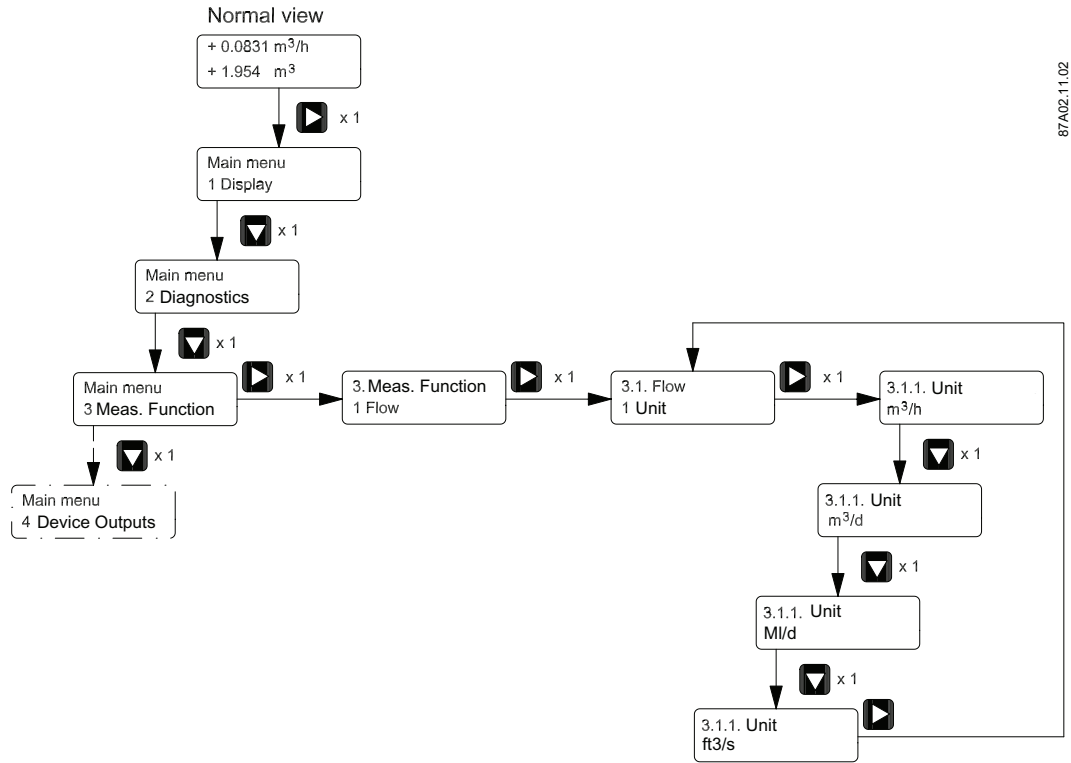 Normal view
+ 0.0831 m³/h
+ 1.954 m³
x 1
Main menu
1 Display
x 1
Main menu
2 Diagnostics
x 1
Main menu
3 Meas. Function
x 1
3. Meas. Function
1 Flow
x 1
3.1. Flow
1 Unit
x 1
3.1.1. Unit
m³/h
x 1
Main menu
4 Device Outputs
x 1
3.1.1. Unit
m³/d
x 1
3.1.1. Unit
Ml/d
x 1
3.1.1. Unit
ft3/s
87A02.11.02